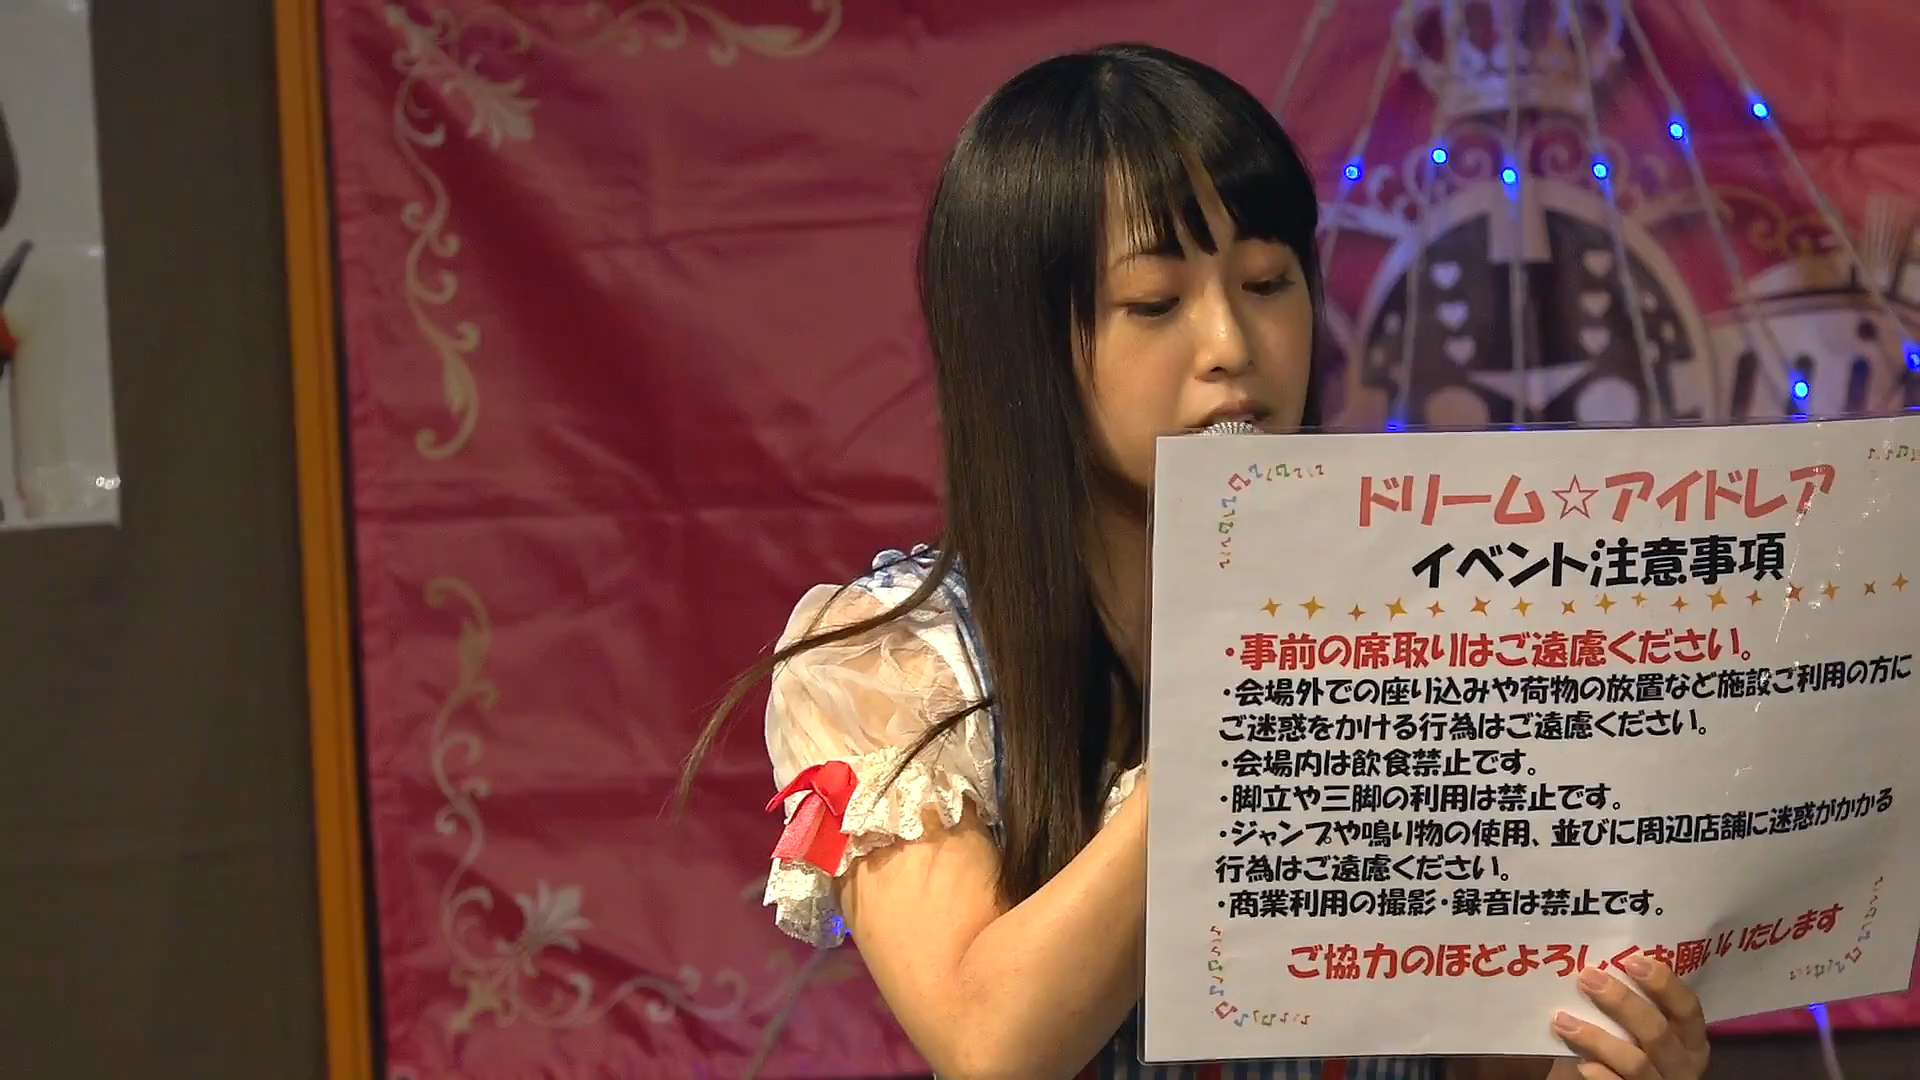 ドリーム☆アイドレア
イベント注意事項
・事前の席取りはご遠慮ください。
・会場外での座り込みや荷物の放置など施設ご利用の方に
ご迷惑をかける行為はご遠慮ください。
・会場内は飲食禁止です。
・脚立や三脚の利用は禁止です。
・ジャンプや鳴り物の使用、並びに周辺店舗に迷惑がかかる
行為はご遠慮ください。
・商業利用の撮影・録音は禁止です。
ご協力のほどよろしくお願いいたします